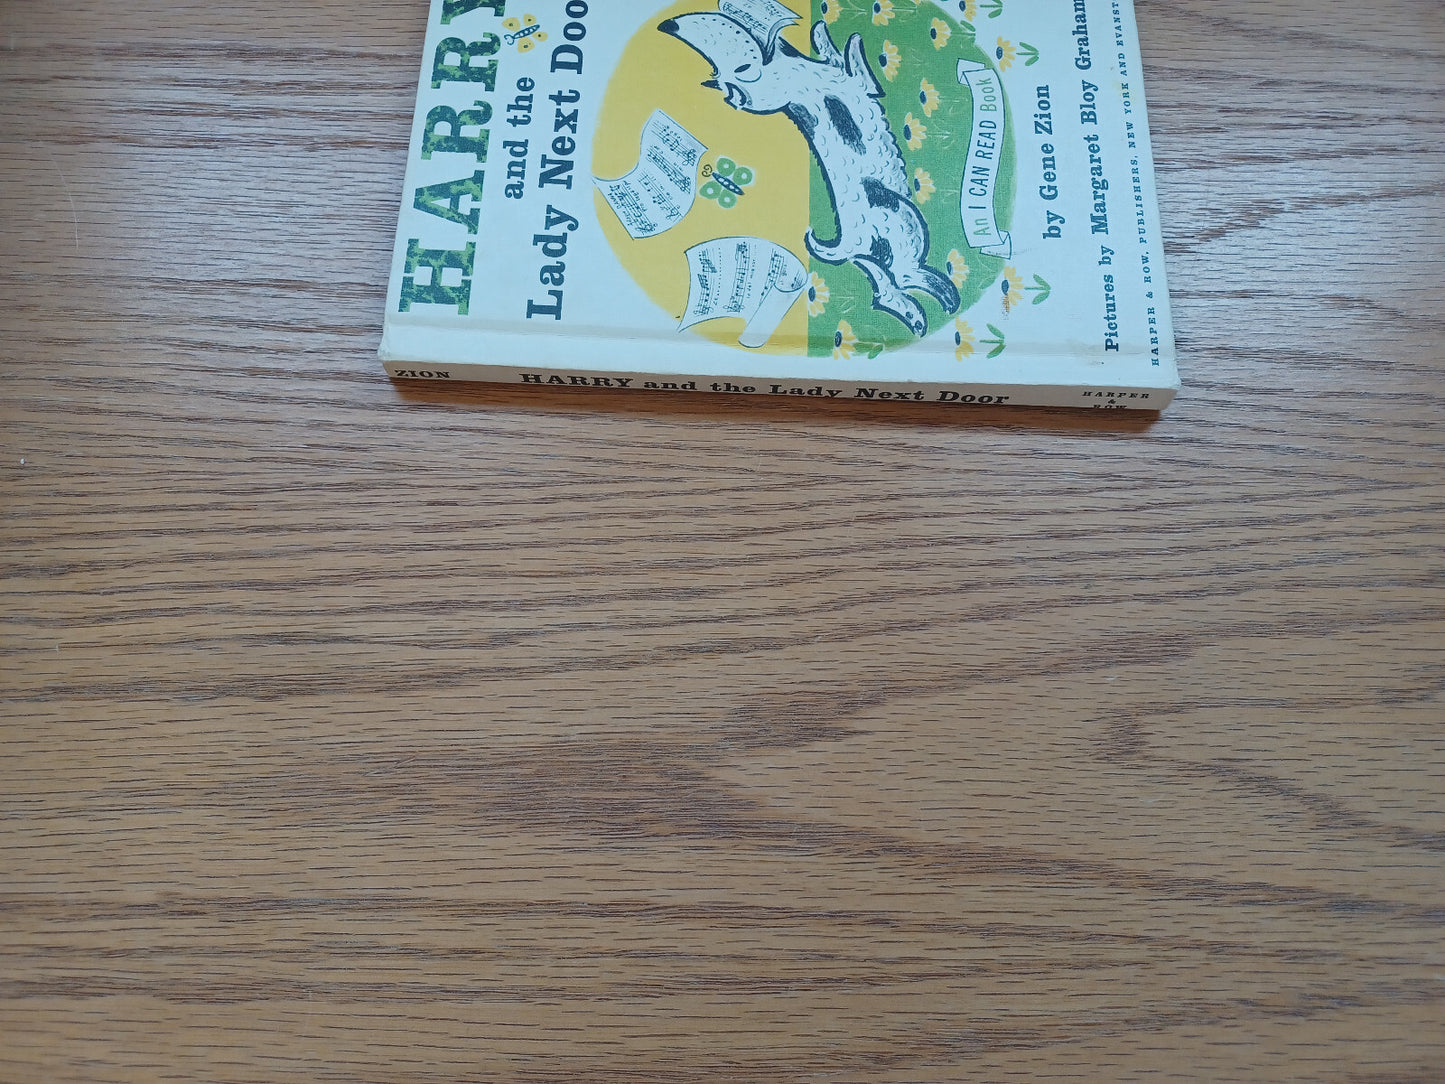 HARRY
and the
Lady Next Doo
An I CAN READ Book
by Gene Zion
Pictures by Margaret Bloy Graham
HARPER & ROW, PUBLISHERS, NEW YORK AND EVANST
ZION
HARRY and the Lady Next Door
HARPER
&
ROW